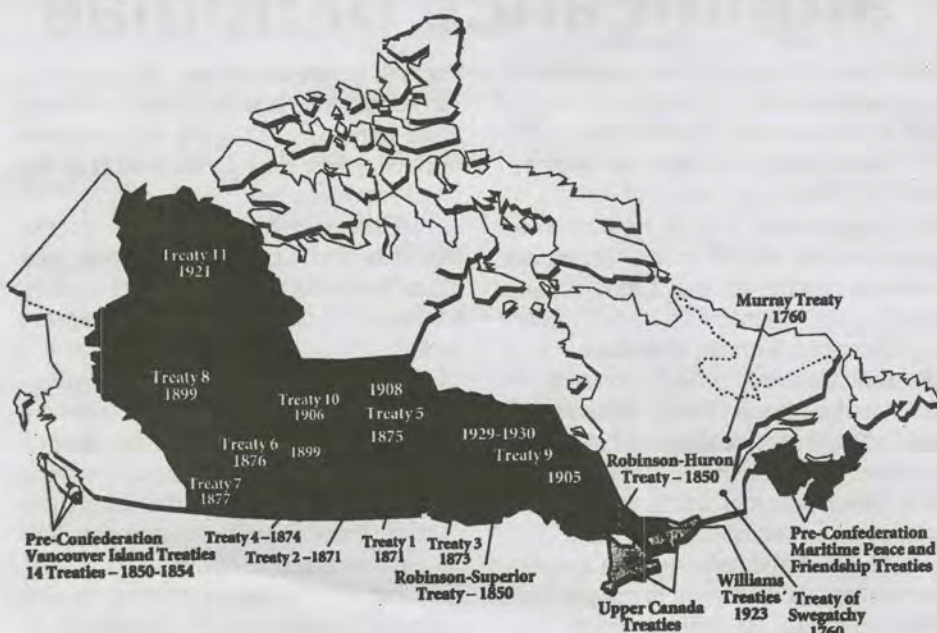 Treaty 11
1921
Murray Treaty
1760
Treaty 8
1899
Treaty 10
1906
1908
Treaty 5
1875
1929-1930
Treaty 9
1905
Treaty 6
1876
1899
Treaty 7
1877
Robinson-Huron
Treaty – 1850
Pre-Confederation
Vancouver Island Treaties
14 Treaties – 1850-1854
Treaty 4 –1874
Treaty 2 –1871
Treaty 1
1871
Treaty 3
1873
Robinson-Superior
Treaty – 1850
Upper Canada
Treaties
Williams
Treaties'
1923
Treaty of
Swegatchy
1760
Pre-Confederation
Maritime Peace and
Friendship Treaties